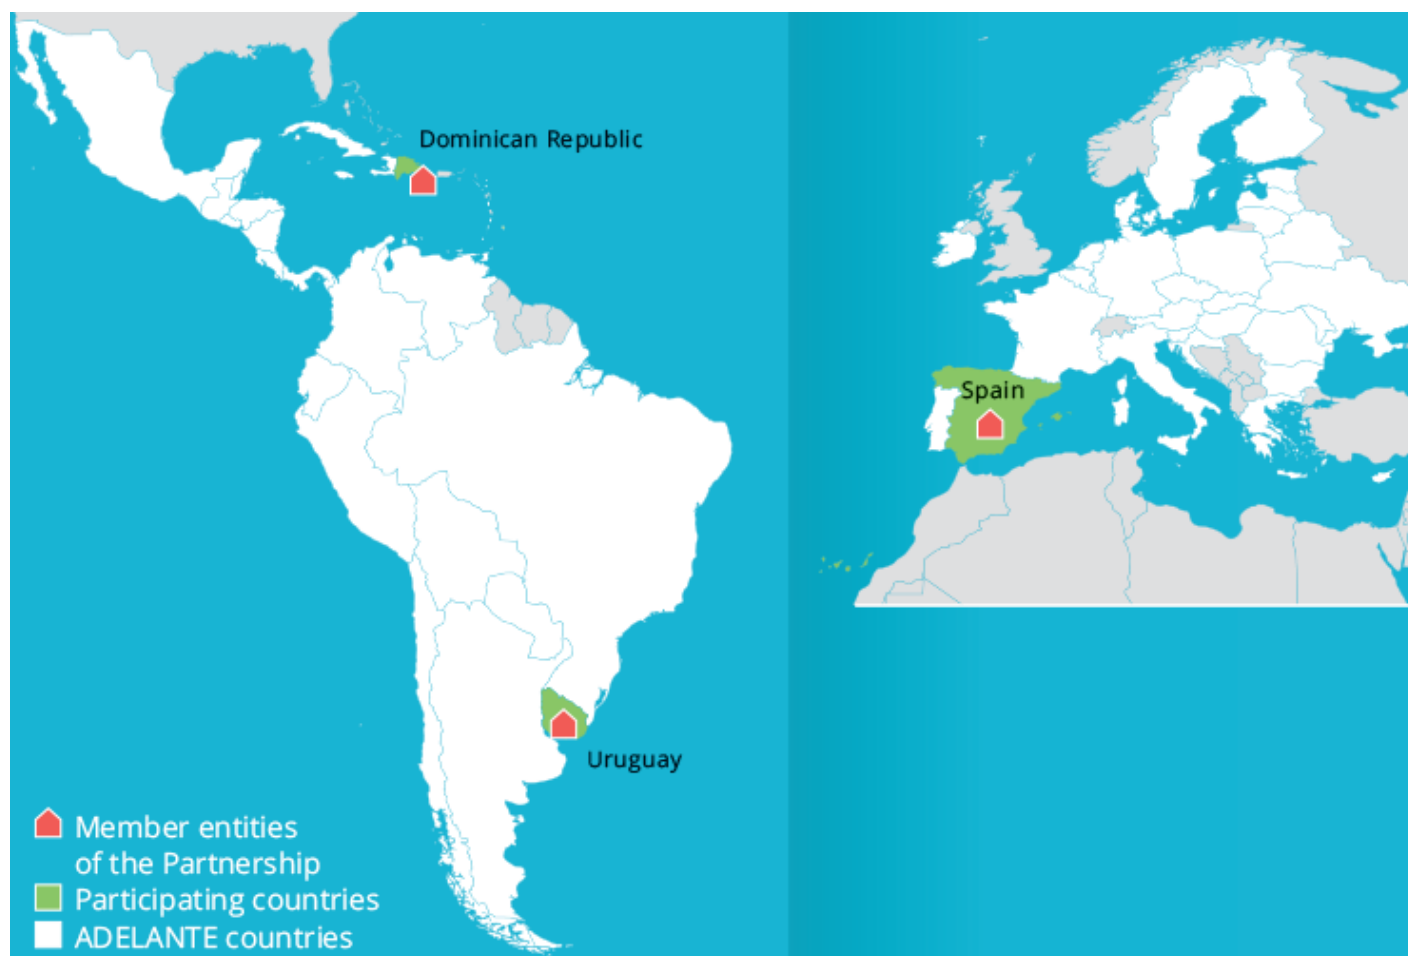 Dominican Republic
Spain
Uruguay
Member entities
of the Partnership
Participating countries
ADELANTE countries